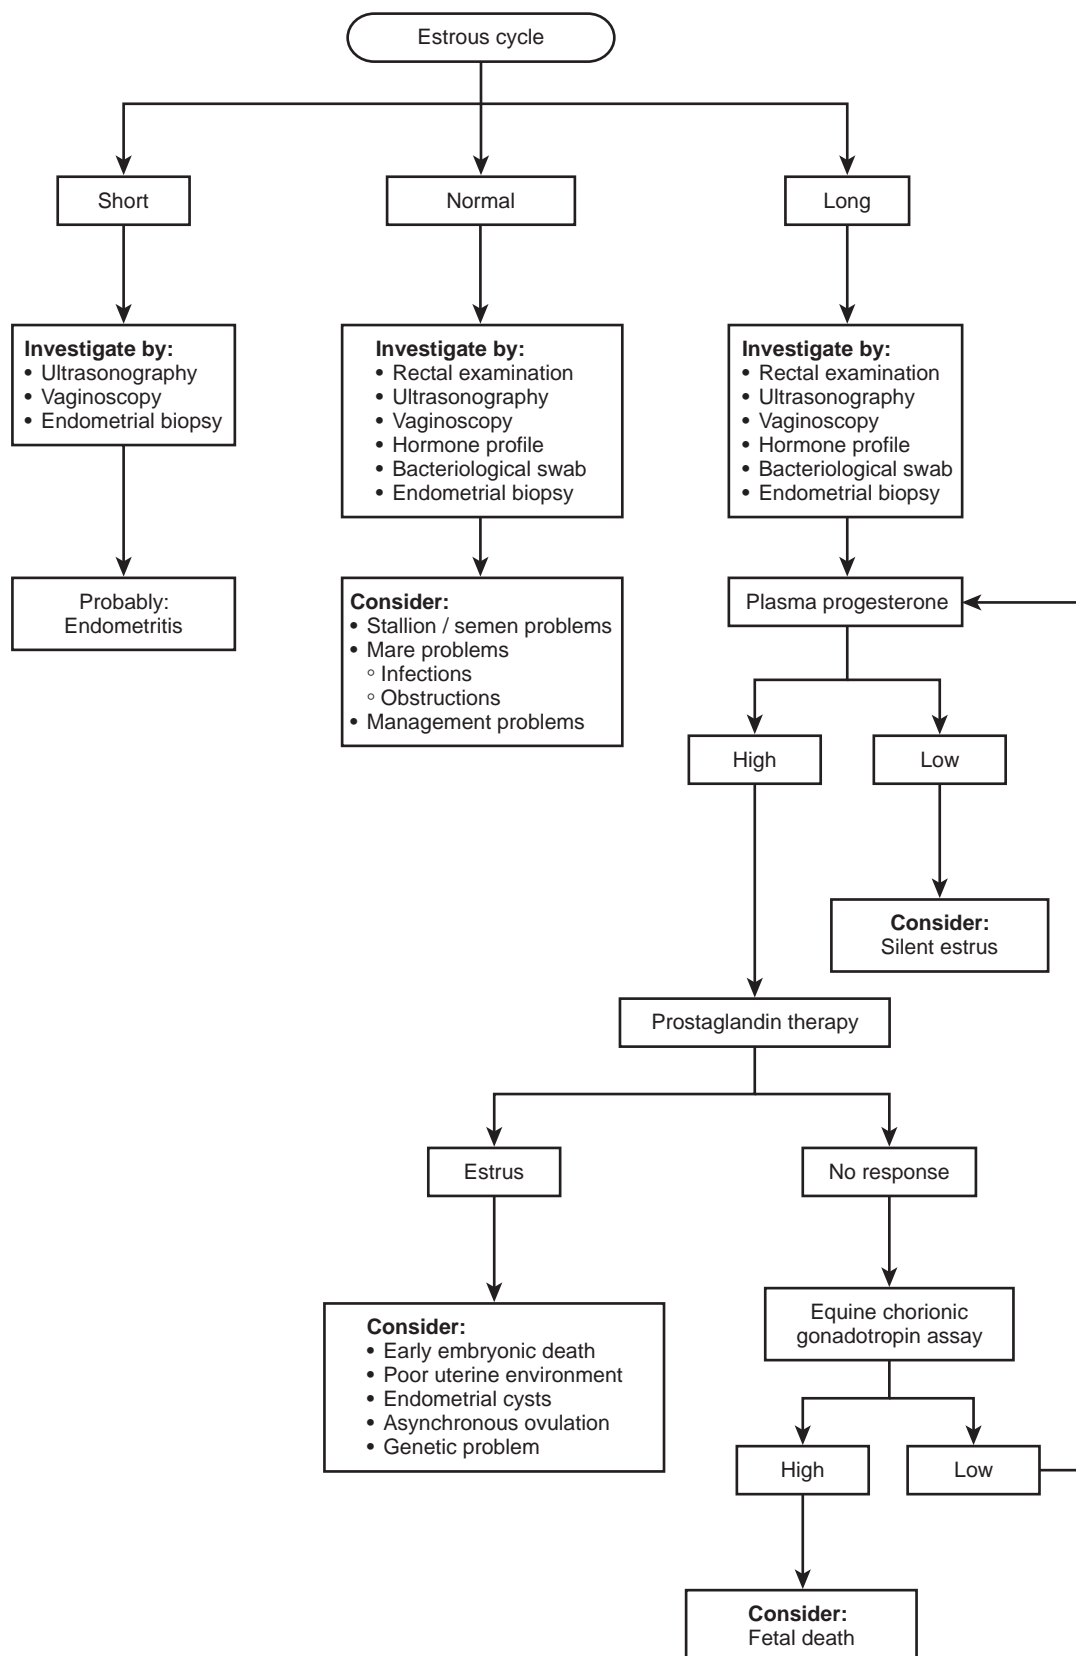 Estrous cycle
Short
Normal
Long
Investigate by:
• Ultrasonography
• Vaginoscopy
• Endometrial biopsy
Investigate by:
• Rectal examination
• Ultrasonography
• Vaginoscopy
• Hormone profile
• Bacteriological swab
• Endometrial biopsy
Investigate by:
• Rectal examination
• Ultrasonography
• Vaginoscopy
• Hormone profile
• Bacteriological swab
• Endometrial biopsy
Probably:
Endometritis
Consider:
• Stallion / semen problems
• Mare problems
◦ Infections
◦ Obstructions
• Management problems
Plasma progesterone
High
Low
Consider:
Silent estrus
Prostaglandin therapy
Estrus
No response
Consider:
• Early embryonic death
• Poor uterine environment
• Endometrial cysts
• Asynchronous ovulation
• Genetic problem
Equine chorionic
gonadotropin assay
High
Low
Consider:
Fetal death